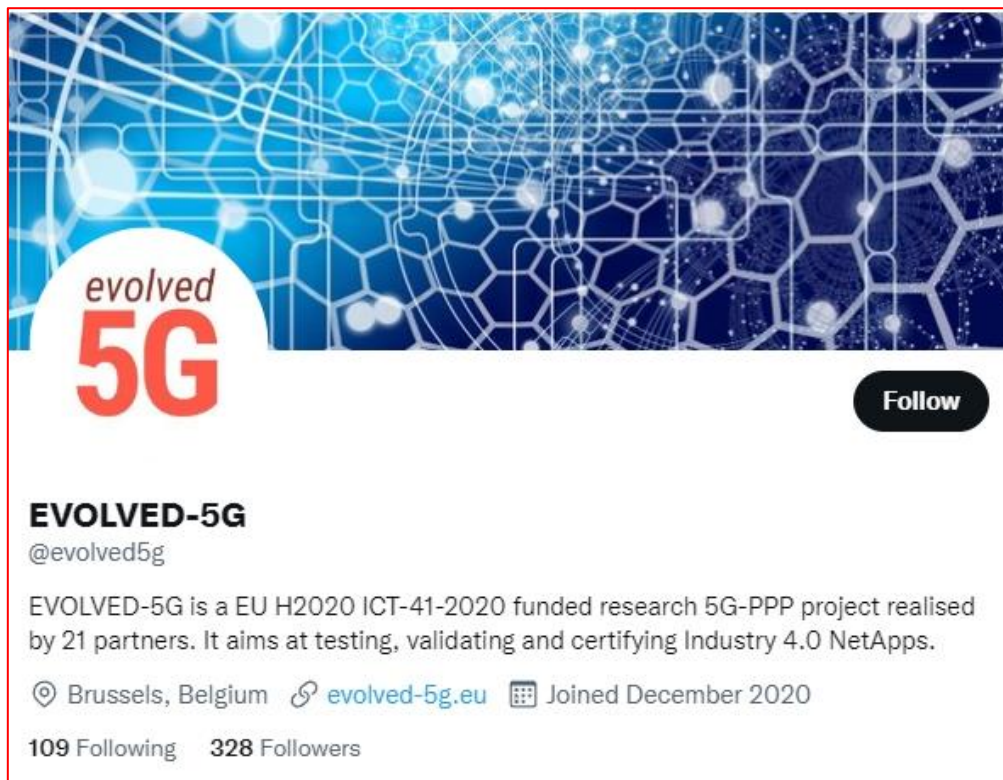 evolved
5G
Follow
EVOLVED-5G
@evolved5g
EVOLVED-5G is a EU H2020 ICT-41-2020 funded research 5G-PPP project realised
by 21 partners. It aims at testing, validating and certifying Industry 4.0 NetApps.
Brussels, Belgium evolved-5g.eu Joined December 2020
109 Following 328 Followers